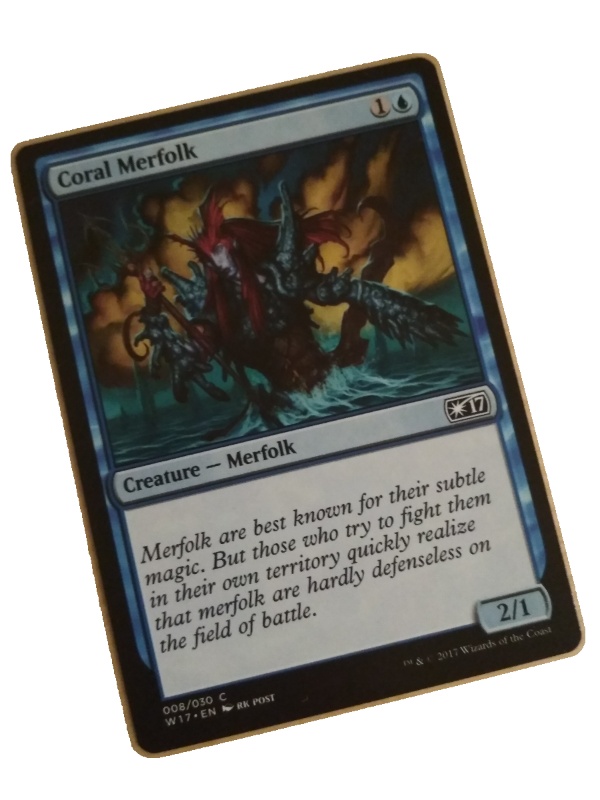 Coral Merfolk
1
17
Creature — Merfolk
Merfolk are best known for their subtle
magic. But those who try to fight them
in their own territory quickly realize
that merfolk are hardly defenseless on
the field of battle.
2/1
™ & © 2017 Wizards of the Coast
008/030 C
W17 • EN RK POST